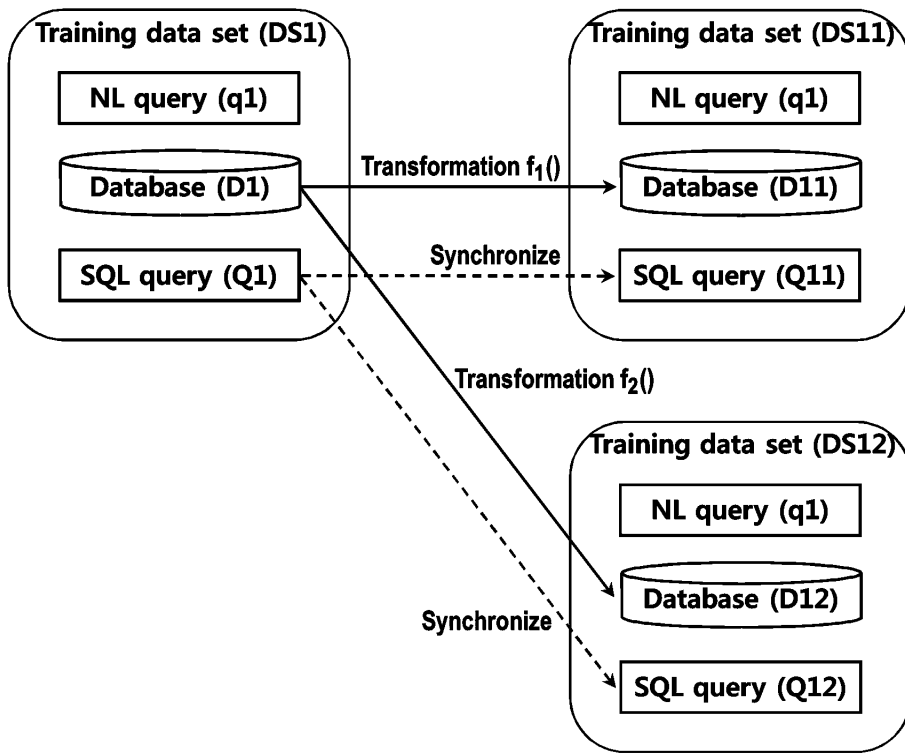 Training data set (DS1)
NL query (q1)
Database (D1)
SQL query (Q1)
Transformation f1()
Synchronize
Training data set (DS11)
NL query (q1)
Database (D11)
SQL query (Q11)
Transformation f2()
Synchronize
Training data set (DS12)
NL query (q1)
Database (D12)
SQL query (Q12)